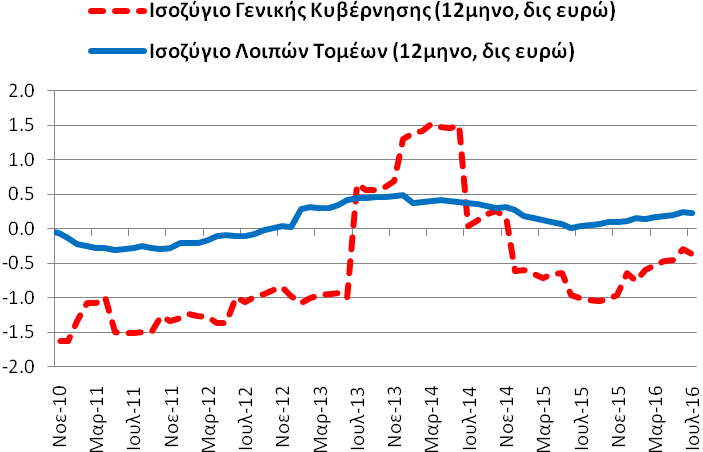 Ισοζύγιο Γενικής Κυβέρνησης (12μηνο, δις ευρώ)
Ισοζύγιο Λοιπών Τομέων (12μηνο, δις ευρώ)
2.0
1.5
1.0
0.5
0.0
-0.5
-1.0
-1.5
-2.0
Νοε-10
Μαρ-11
Ιουλ-11
Νοε-11
Μαρ-12
Ιουλ-12
Νοε-12
Μαρ-13
Ιουλ-13
Νοε-13
Μαρ-14
Ιουλ-14
Νοε-14
Μαρ-15
Ιουλ-15
Νοε-15
Μαρ-16
Ιουλ-16